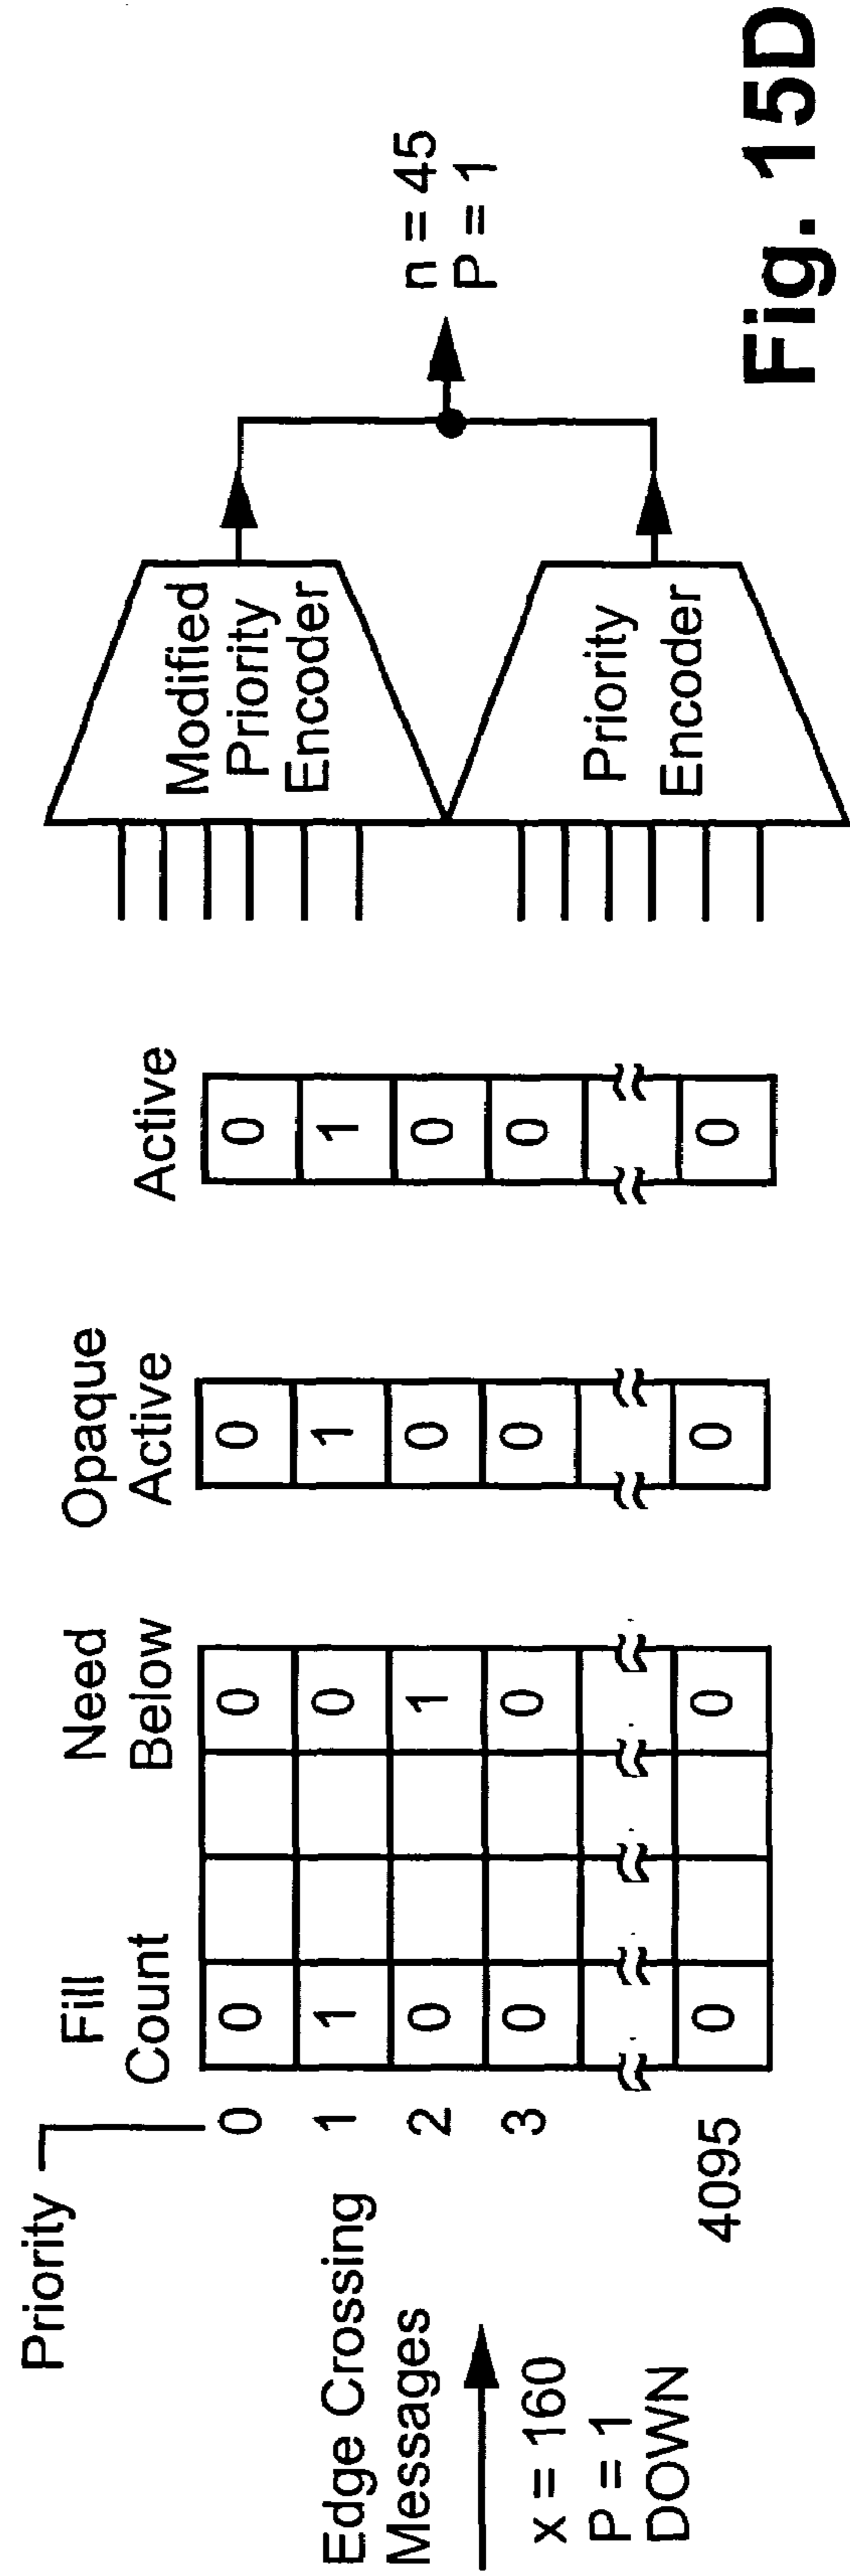 Priority
Fill
Count
Need
Below
Opaque
Active
Active
0 0 0 0 0
1 1 0 1 1
2 0 1 0 0
3 0 0 0 0
4095 0 0 0 0
Edge Crossing
Messages
x = 160
P = 1
DOWN
Modified
Priority
Encoder
Priority
Encoder
n = 45
P = 1
Fig. 15D